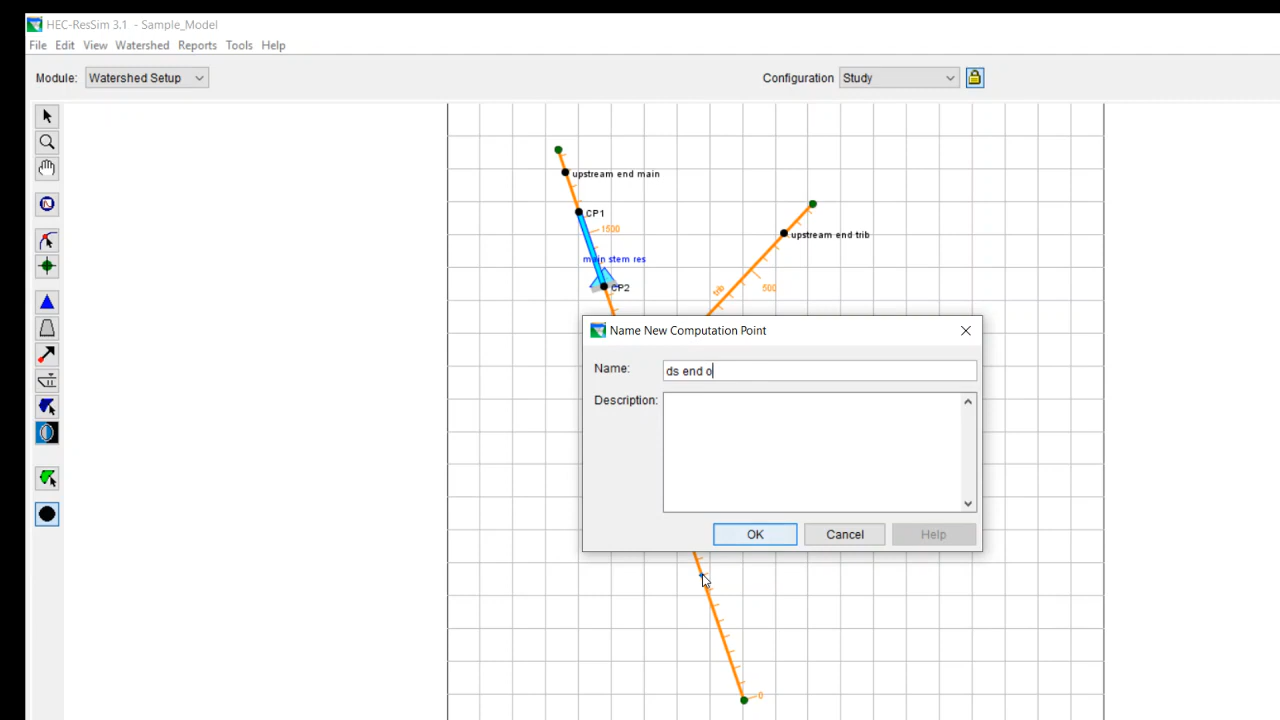 HEC-ResSim 3.1 - Sample_Model
File Edit View Watershed Reports Tools Help
Module: Watershed Setup
Configuration Study
upstream end main
CP1
1500
upstream end trib
main stem res
CP2
trib
500
Name New Computation Point
Name: ds end o
Description:
OK Cancel Help
0